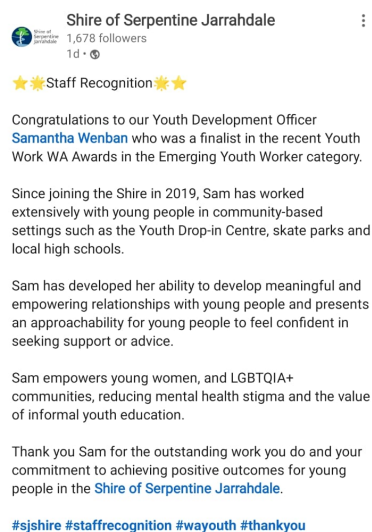 Shire of Serpentine Jarrahdale
Shire of
Serpentine
Jarrahdale
1,678 followers
1d •
⭐🌟Staff Recognition🌟⭐
Congratulations to our Youth Development Officer
Samantha Wenban who was a finalist in the recent Youth
Work WA Awards in the Emerging Youth Worker category.
Since joining the Shire in 2019, Sam has worked
extensively with young people in community-based
settings such as the Youth Drop-in Centre, skate parks and
local high schools.
Sam has developed her ability to develop meaningful and
empowering relationships with young people and presents
an approachability for young people to feel confident in
seeking support or advice.
Sam empowers young women, and LGBTQIA+
communities, reducing mental health stigma and the value
of informal youth education.
Thank you Sam for the outstanding work you do and your
commitment to achieving positive outcomes for young
people in the Shire of Serpentine Jarrahdale.
#sjshire #staffrecognition #wayouth #thankyou